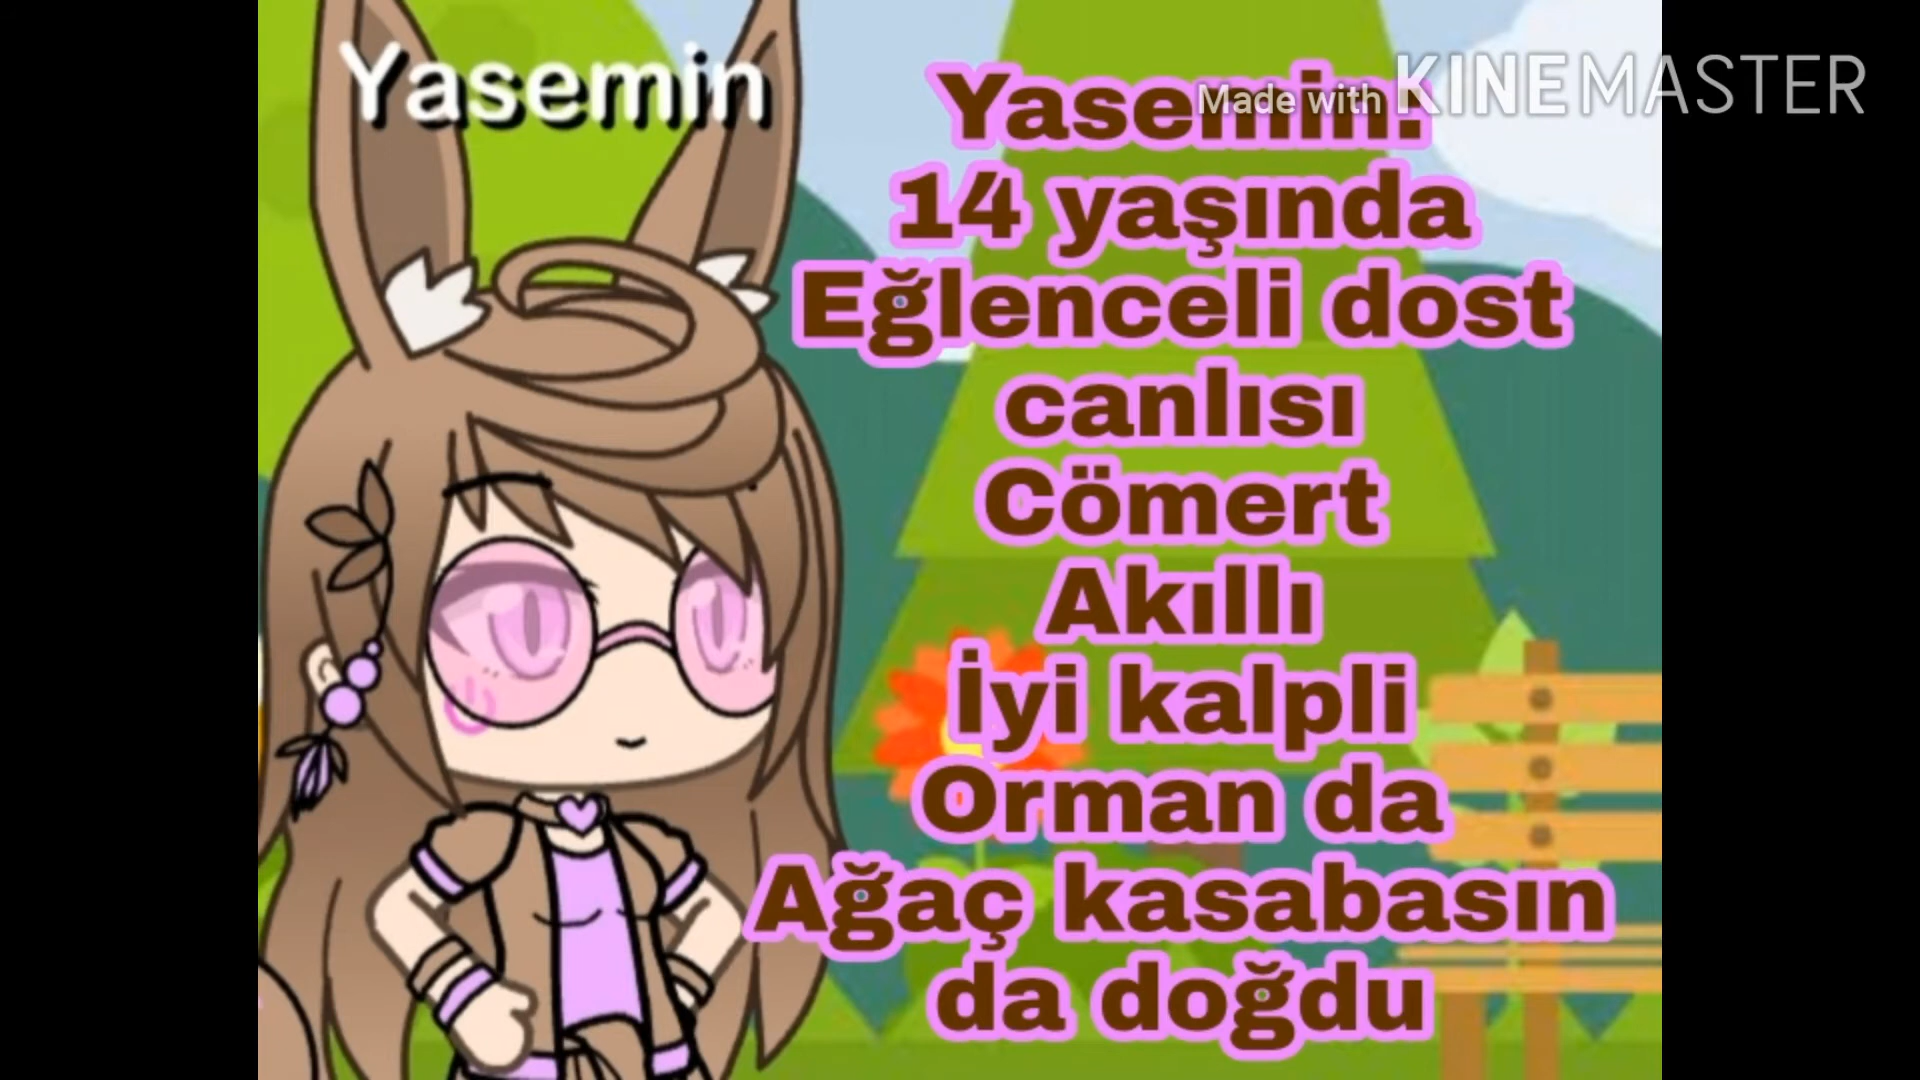 Yasemin
Made with KINEMASTER
Yasemin:
14 yaşında
Eğlenceli dost
canlısı
Cömert
Akıllı
İyi kalpli
Orman da
Ağaç kasabasın
da doğdu